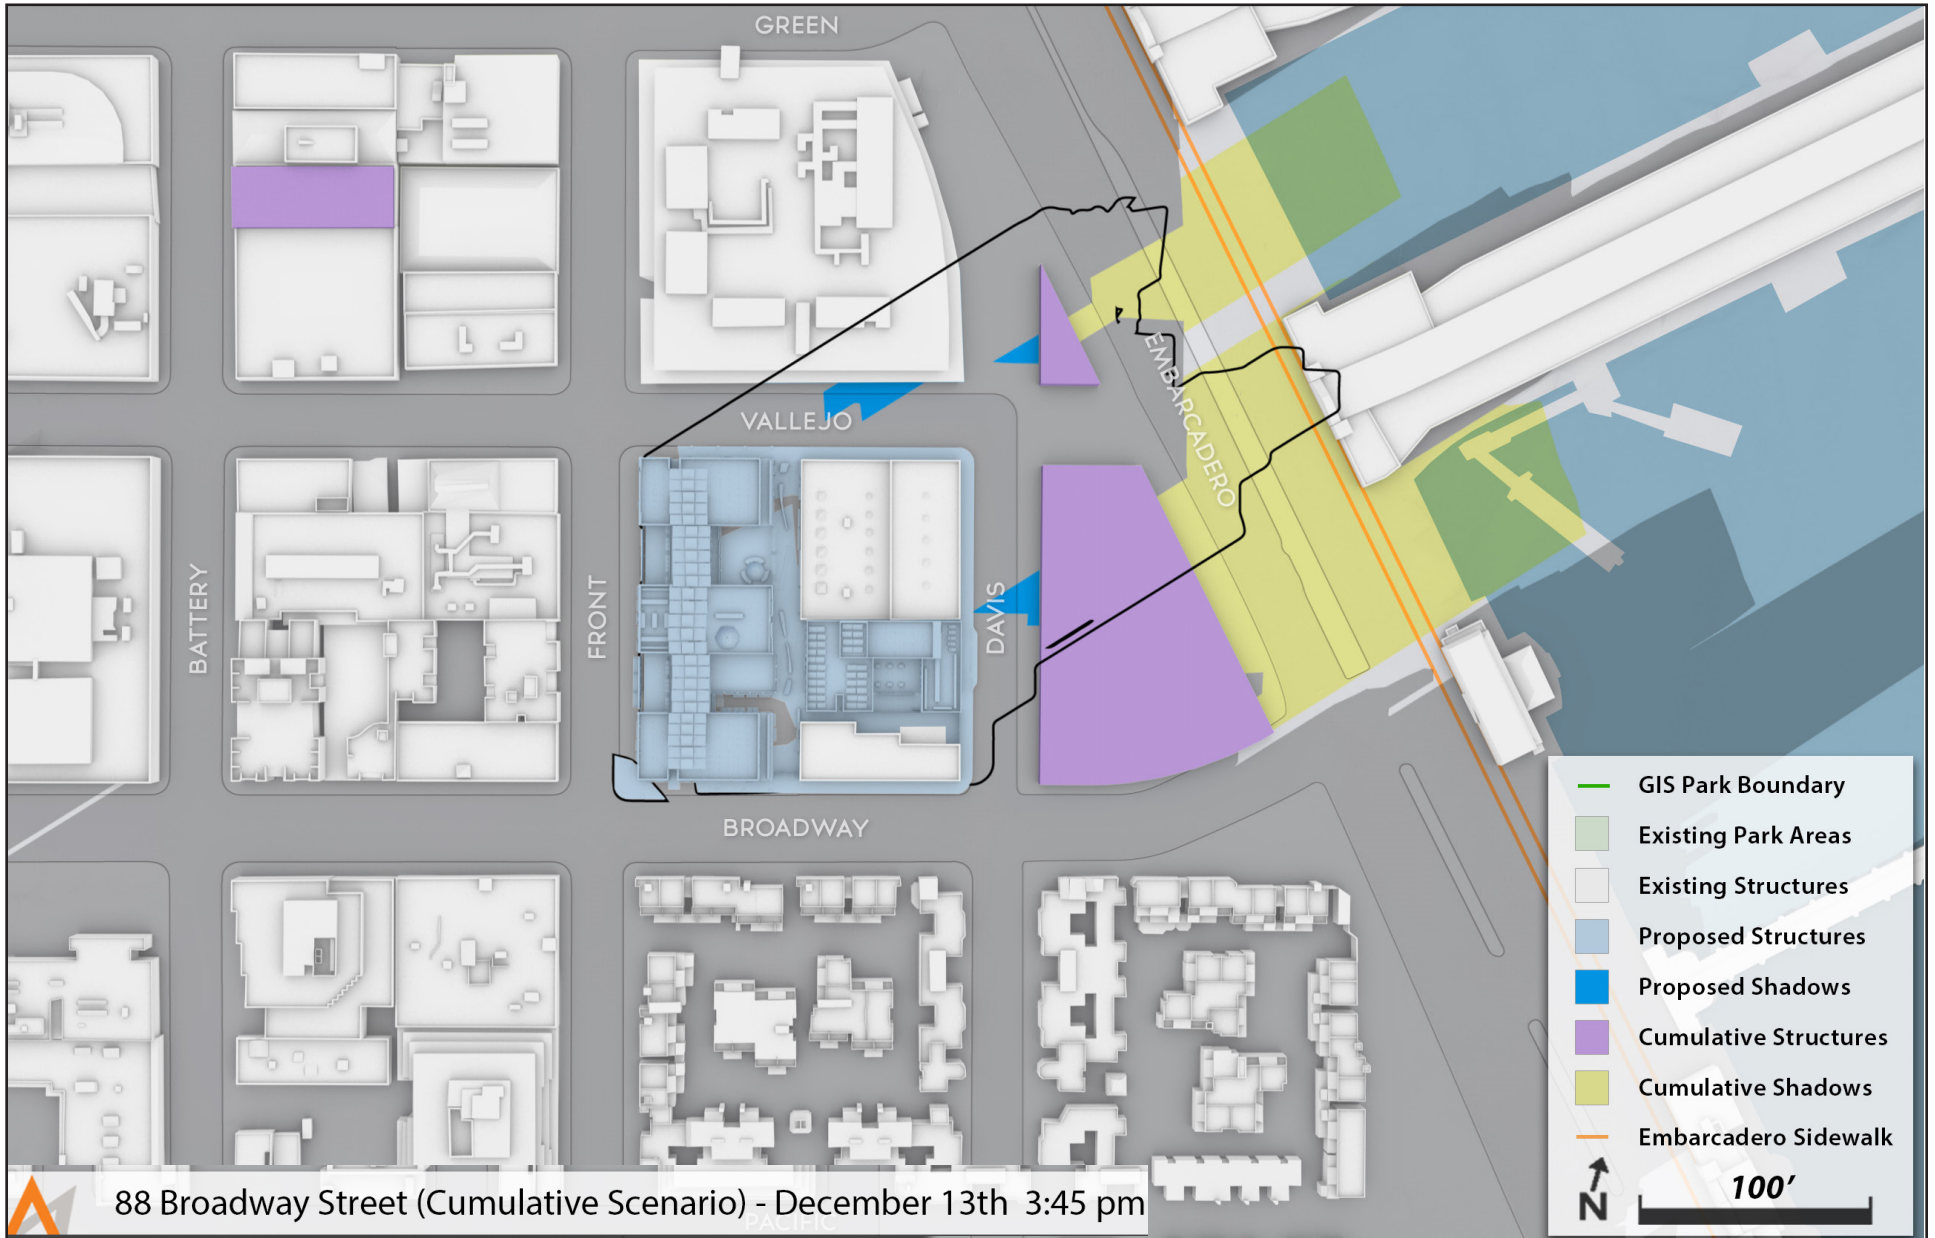 GREEN
VALLEJO
EMBARCADERO
BATTERY
FRONT
DAVIS
BROADWAY
GIS Park Boundary
Existing Park Areas
Existing Structures
Proposed Structures
Proposed Shadows
Cumulative Structures
Cumulative Shadows
Embarcadero Sidewalk
N
100’
88 Broadway Street (Cumulative Scenario) - December 13th 3:45 pm
PACIFIC